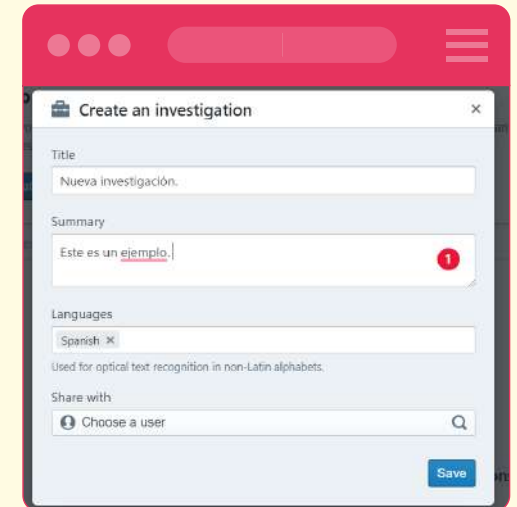 Create an investigation ×
Title
Nueva investigación.
Summary
Este es un ejemplo.
1
Languages
Spanish ×
Used for optical text recognition in non-Latin alphabets.
Share with
Choose a user
Save